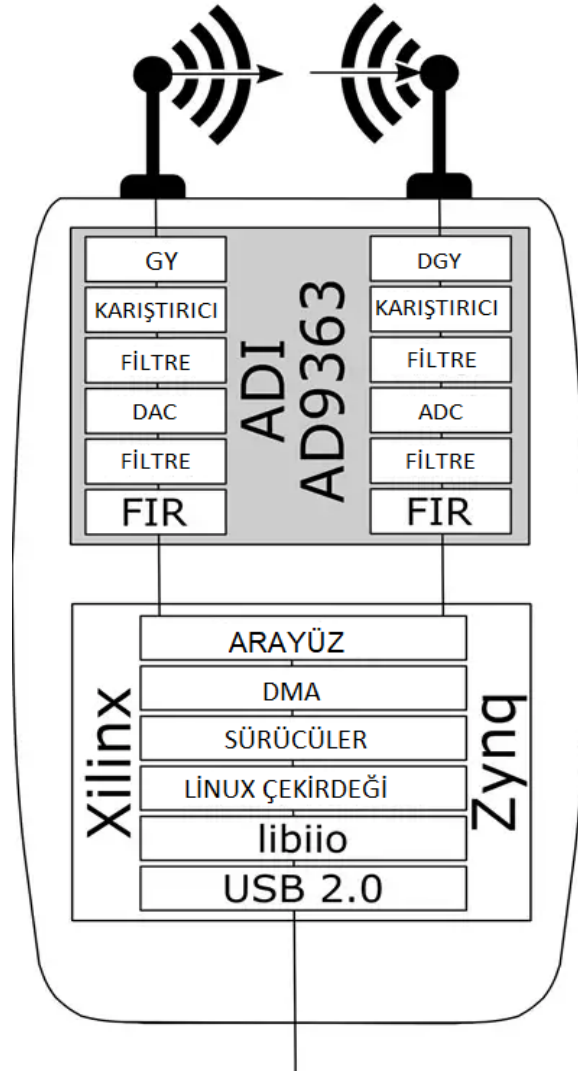 GY
KARIŞTIRICI
FİLTRE
DAC
FİLTRE
FIR
ADI
AD9363
DGY
KARIŞTIRICI
FİLTRE
ADC
FİLTRE
FIR
Xilinx
ARAYÜZ
DMA
SÜRÜCÜLER
LİNUX ÇEKİRDEĞİ
libiio
USB 2.0
Zynq